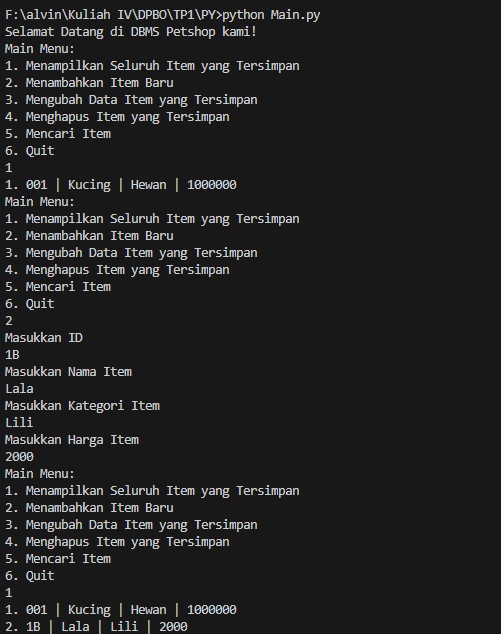 F:\alvin\Kuliah IV\DPBO\TP1\PY>python Main.py
Selamat Datang di DBMS Petshop kami!
Main Menu:
1. Menampilkan Seluruh Item yang Tersimpan
2. Menambahkan Item Baru
3. Mengubah Data Item yang Tersimpan
4. Menghapus Item yang Tersimpan
5. Mencari Item
6. Quit
1
1. 001 | Kucing | Hewan | 1000000
Main Menu:
1. Menampilkan Seluruh Item yang Tersimpan
2. Menambahkan Item Baru
3. Mengubah Data Item yang Tersimpan
4. Menghapus Item yang Tersimpan
5. Mencari Item
6. Quit
2
Masukkan ID
1B
Masukkan Nama Item
Lala
Masukkan Kategori Item
Lili
Masukkan Harga Item
2000
Main Menu:
1. Menampilkan Seluruh Item yang Tersimpan
2. Menambahkan Item Baru
3. Mengubah Data Item yang Tersimpan
4. Menghapus Item yang Tersimpan
5. Mencari Item
6. Quit
1
1. 001 | Kucing | Hewan | 1000000
2. 1B | Lala | Lili | 2000